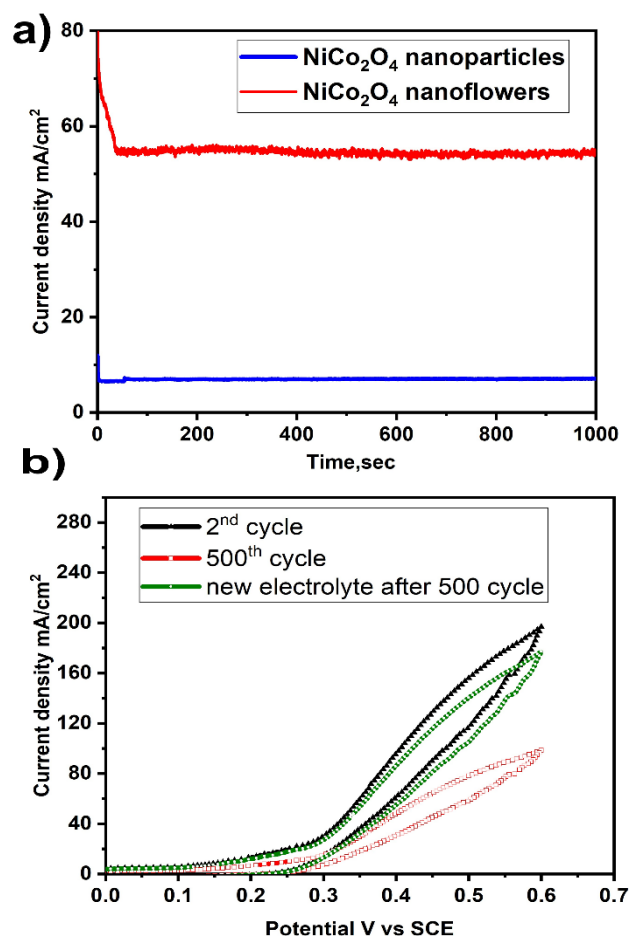 a)
80
60
40
20
0
Current density mA/cm²
NiCo₂O₄ nanoparticles
NiCo₂O₄ nanoflowers
0 200 400 600 800 1000
Time,sec
b)
280
240
200
160
120
80
40
0
Current density mA/cm²
2ⁿᵈ cycle
500ᵗʰ cycle
new electrolyte after 500 cycle
0.0 0.1 0.2 0.3 0.4 0.5 0.6 0.7
Potential V vs SCE